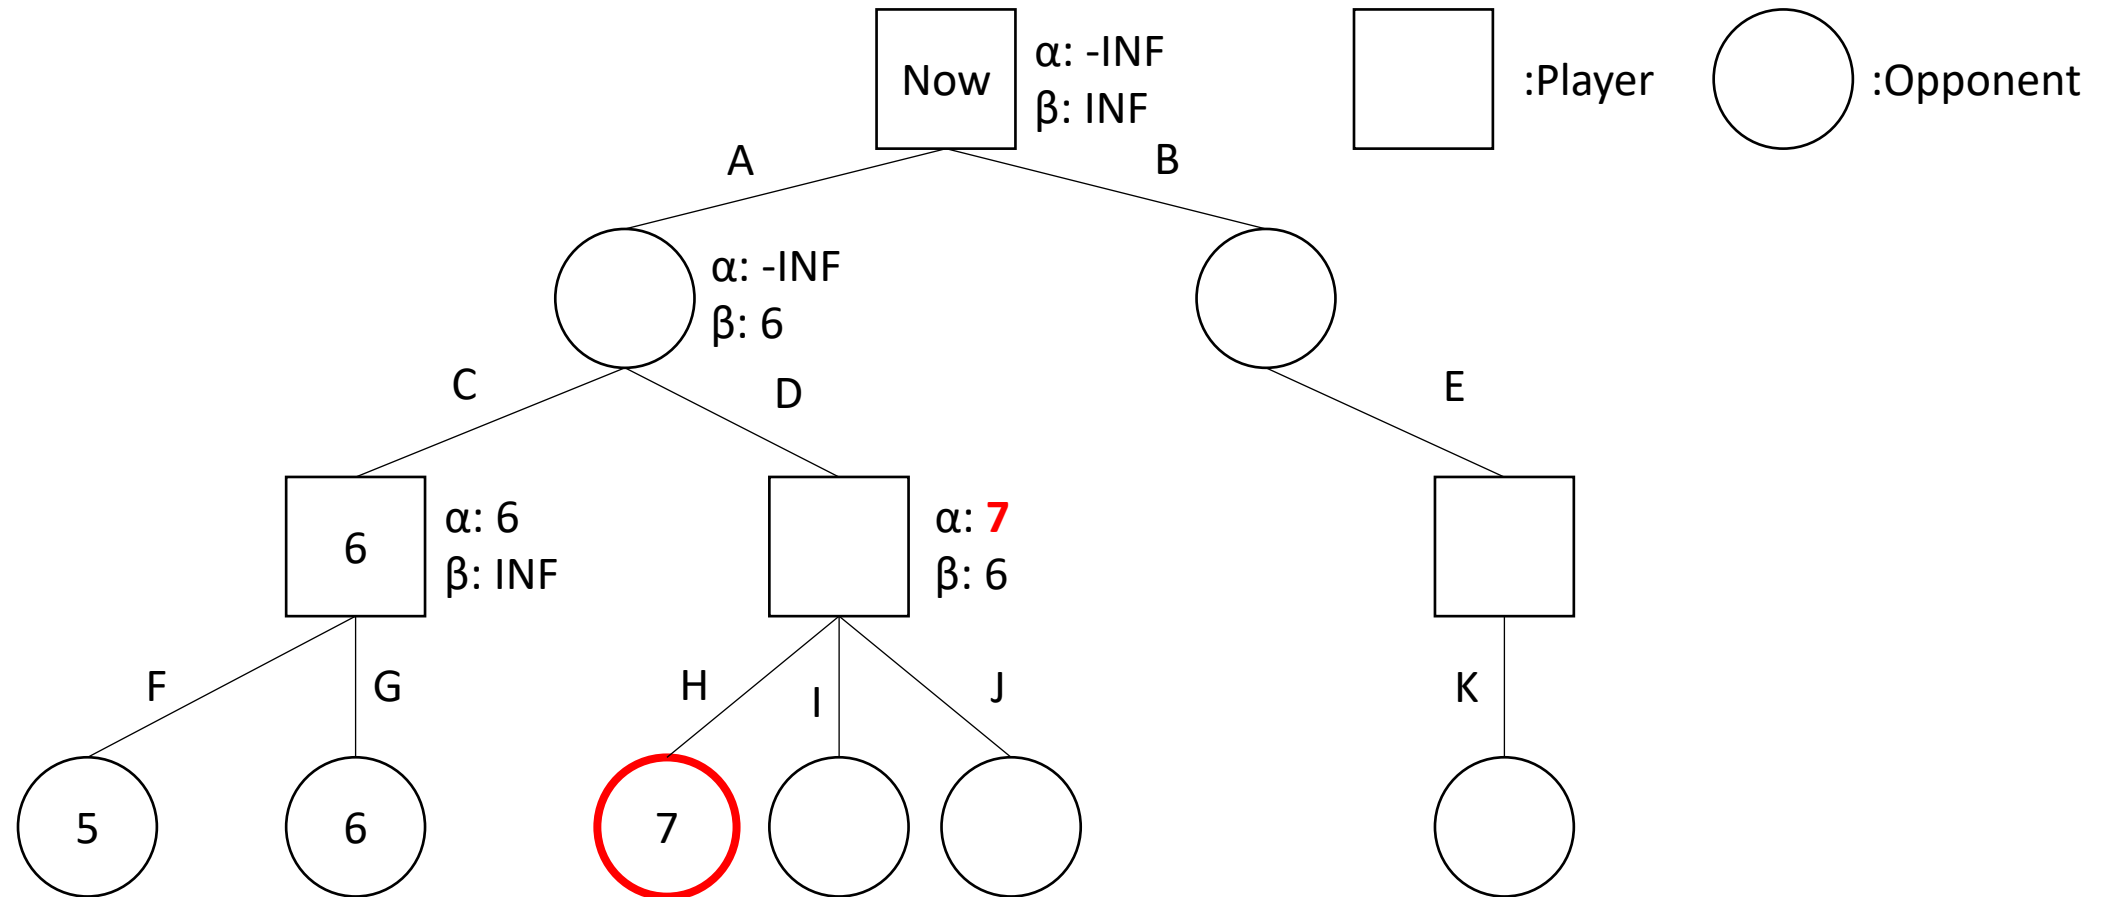 Now
α: -INF
β: INF
:Player
:Opponent
A
B
α: -INF
β: 6
C
D
E
6
α: 6
β: INF
α: 7
β: 6
F
G
H
I
J
K
5
6
7